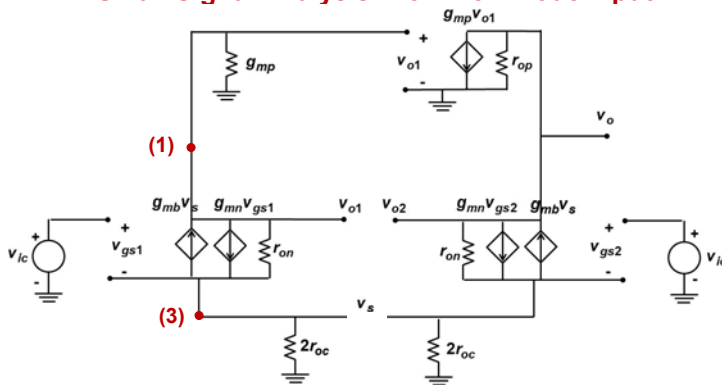 g_mp v_o1
g_mp
+
v_o1
-
r_op
v_o
(1)
g_mb v_s
g_mn v_gs1
v_o1
v_o2
g_mn v_gs2
g_mb v_s
+
v_ic
-
+
v_gs1
-
r_on
r_on
+
v_gs2
-
+
-
(3)
v_s
2r_oc
2r_oc